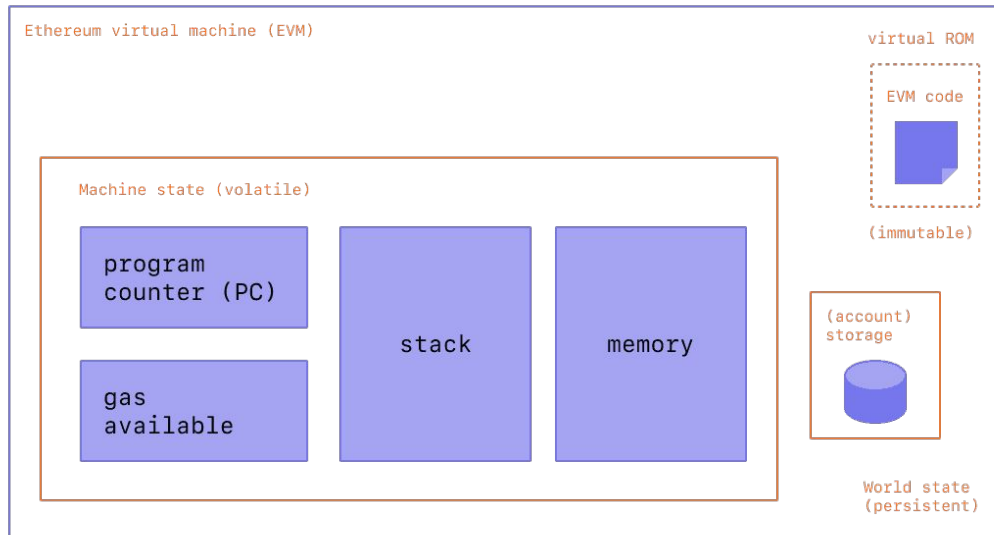 Ethereum virtual machine (EVM)
virtual ROM
EVM code
(immutable)
Machine state (volatile)
program
counter (PC)
gas
available
stack
memory
(account)
storage
World state
(persistent)